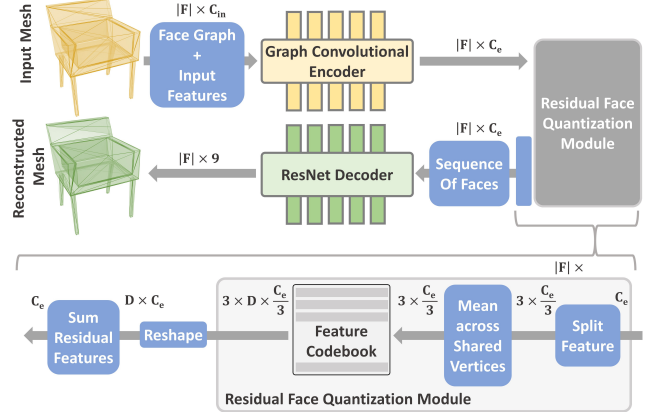 Input Mesh
|F| × C_in
Face Graph
+
Input
Features
Graph Convolutional
Encoder
|F| × C_e
Residual Face
Quantization
Module
Reconstructed
Mesh
|F| × 9
ResNet Decoder
|F| × C_e
Sequence
Of Faces
|F| ×
C_e
Sum
Residual
Features
D × C_e
Reshape
3 × D × C_e/3
Feature
Codebook
3 × C_e/3
Mean
across
Shared
Vertices
3 × C_e/3
Split
Feature
C_e
Residual Face Quantization Module